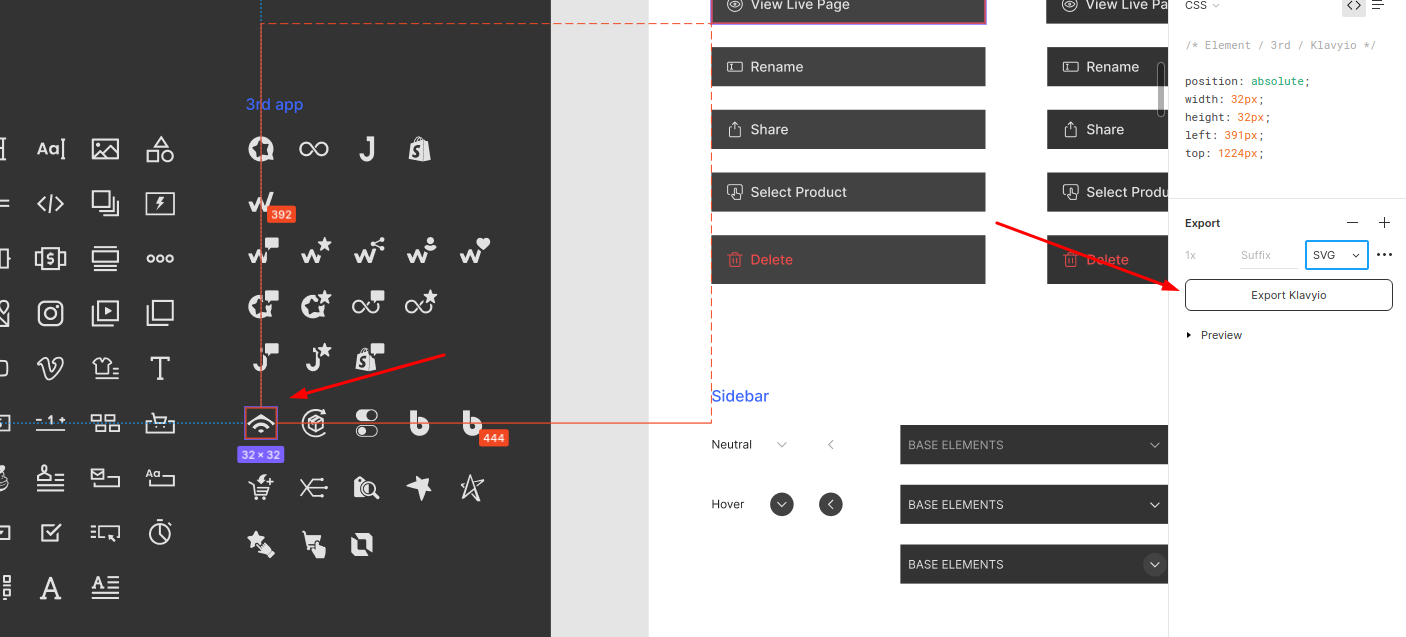 View Live Page
View Live Pa
CSS
/* Element / 3rd / Klavyio */
Rename
Rename
position: absolute;
width: 32px;
height: 32px;
left: 391px;
top: 1224px;
3rd app
Share
Share
Aa
Select Product
Select Produ
392
Export
Delete
Delete
1x
Suffix
SVG
Export Klavyio
Preview
Sidebar
- 1 +
444
32 × 32
Neutral
BASE ELEMENTS
Aa
Hover
BASE ELEMENTS
BASE ELEMENTS
A
A